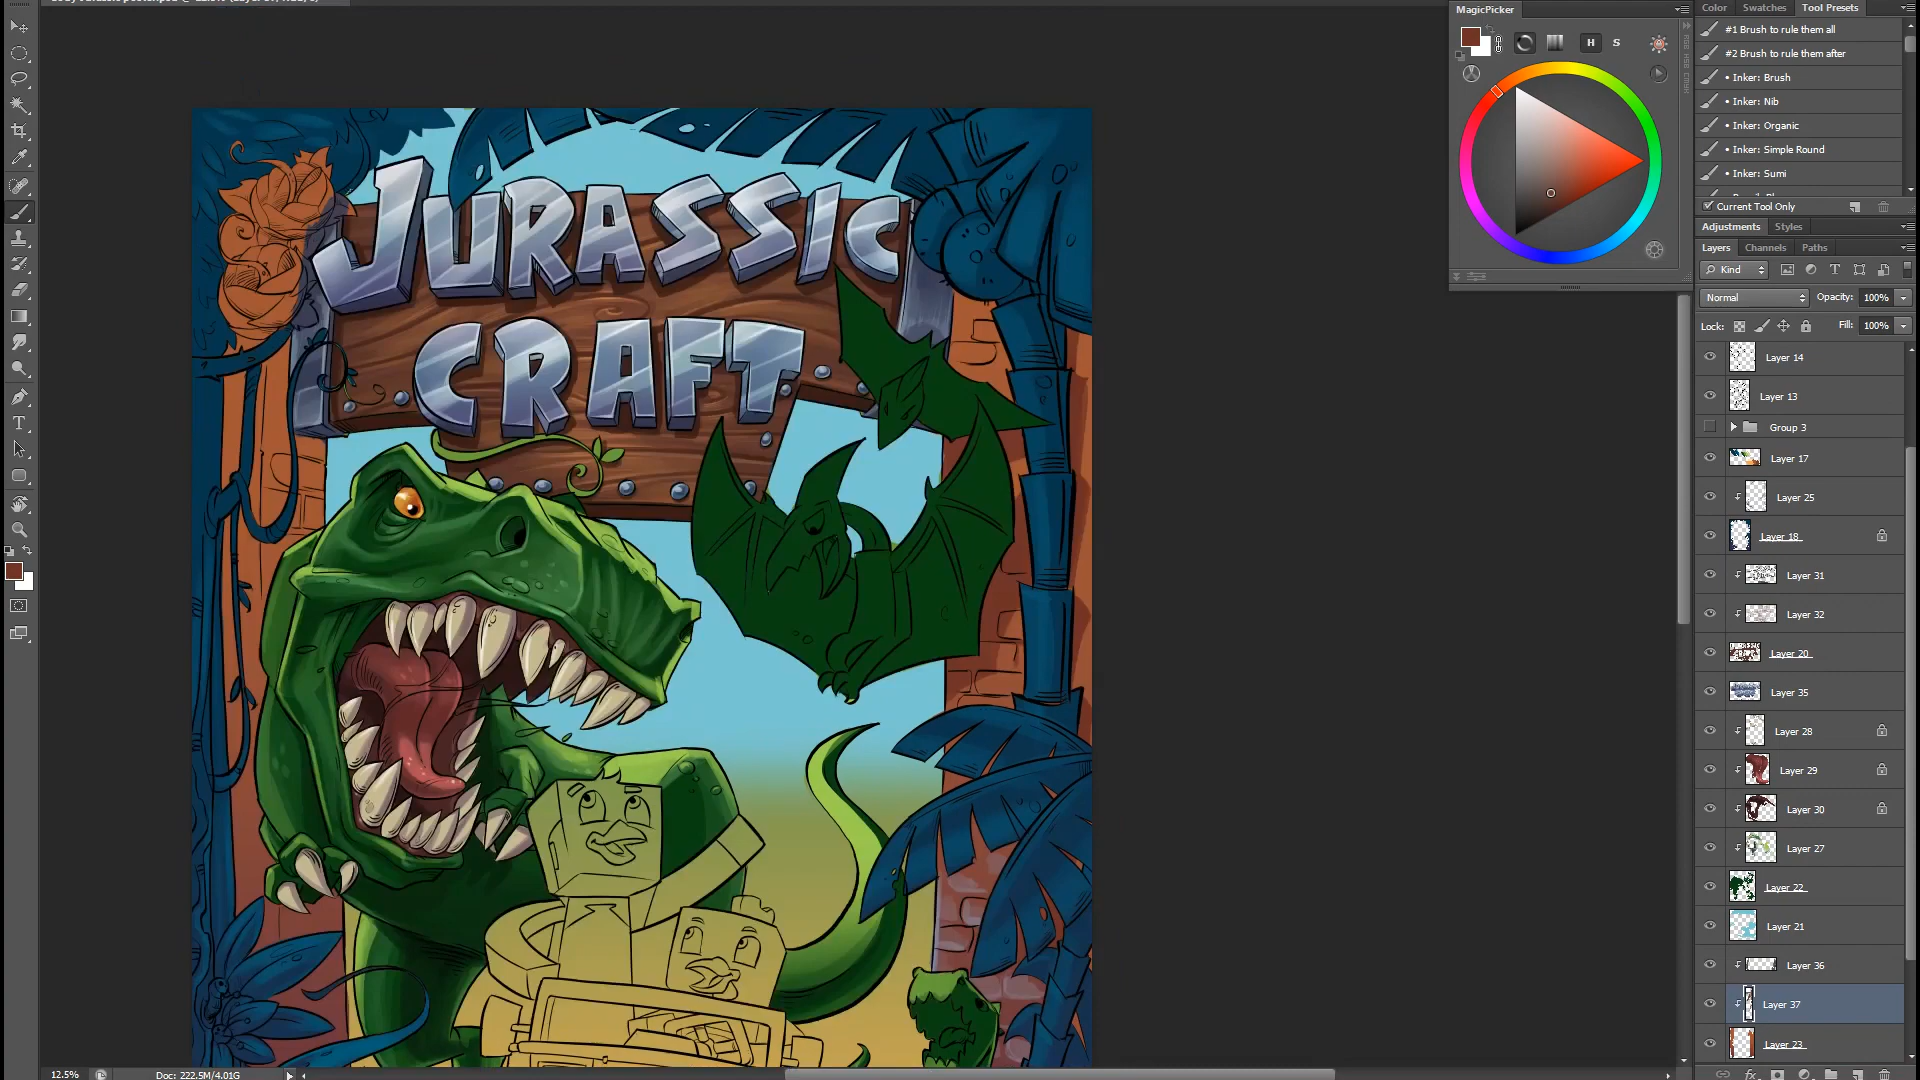 MagicPicker
Color Swatches Tool Presets
#1 Brush to rule them all
#2 Brush to rule them after
• Inker: Brush
• Inker: Nib
• Inker: Organic
• Inker: Simple Round
• Inker: Sumi
Current Tool Only
Adjustments Styles
Layers Channels Paths
Kind
Normal Opacity: 100%
Lock: Fill: 100%
H S
JURASSIC
CRAFT
Layer 14
Layer 13
Group 3
Layer 17
Layer 25
Layer 18
Layer 31
Layer 32
Layer 20
Layer 35
Layer 28
Layer 29
Layer 30
Layer 27
Layer 22
Layer 21
Layer 36
Layer 37
Layer 23
12.5% Doc: 222.5M/4.01G